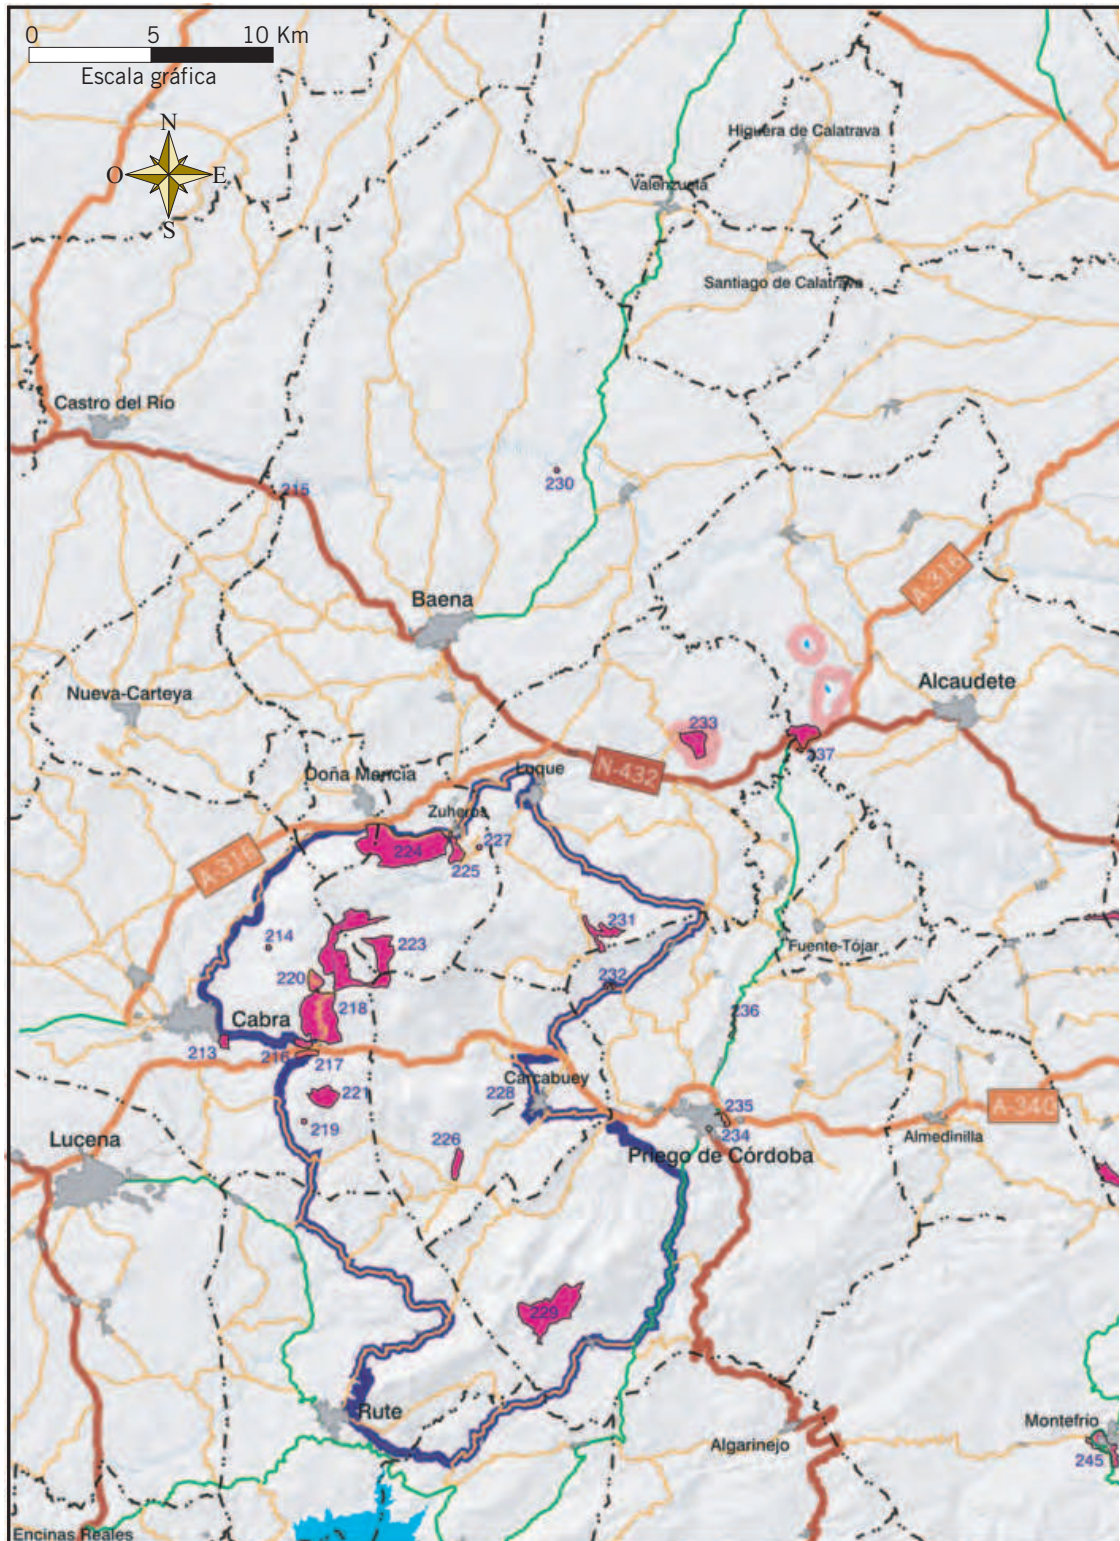 0 5 10 Km
Escala gráfica
N
O E
S
Higuera de Calatrava
Valenzuela
Santiago de Calatrava
Castro del Río
215
230
A-316
Baena
Nueva-Carteya
Alcaudete
233
237
Luque
N-432
Doña Mencía
Zuheros
A-316
224
227
225
231
214
223
Fuente-Tójar
220
232
218
236
Cabra
213
216
217
Carcabuey
221
228
235
A-340
219
234
Almedinilla
Lucena
226
Priego de Córdoba
229
Rute
Montefrío
Algarinejo
245
Encinas Reales